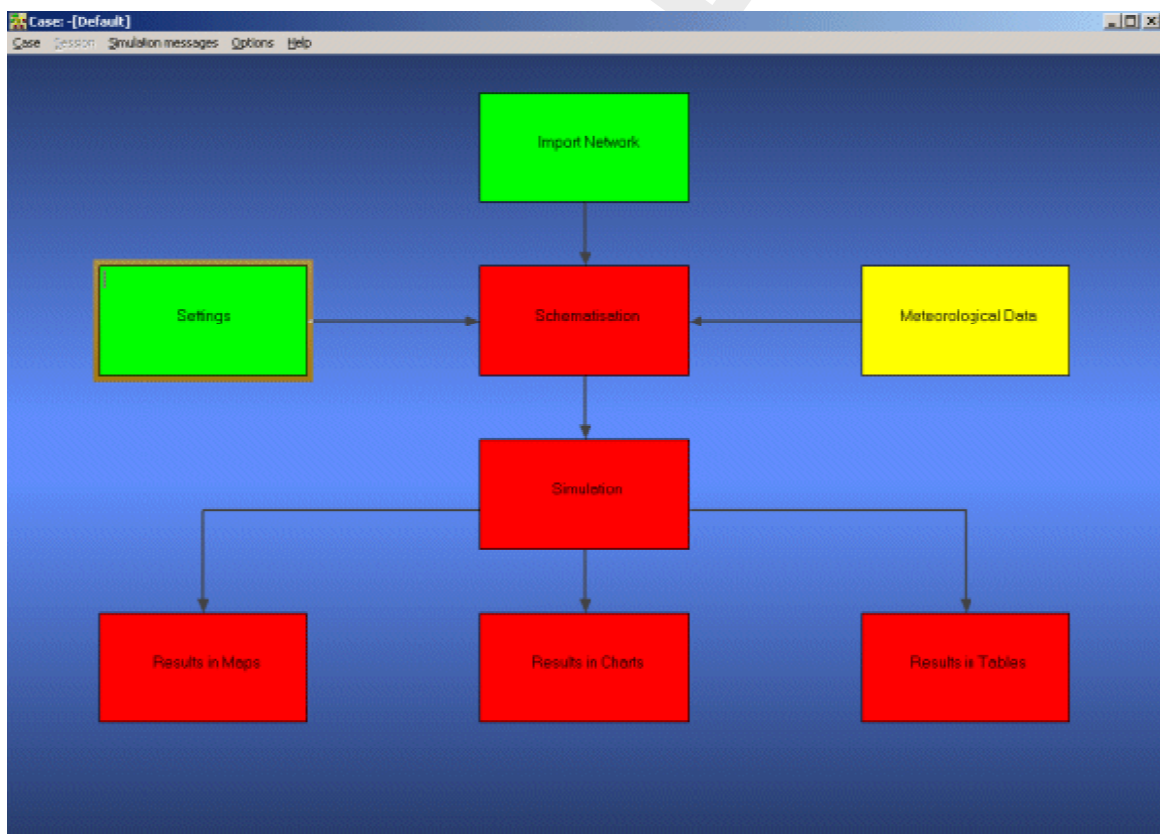 Case: -[Default]
Case Session Simulation messages Options Help
Import Network
Settings
Schematisation
Meteorological Data
Simulation
Results in Maps
Results in Charts
Results in Tables